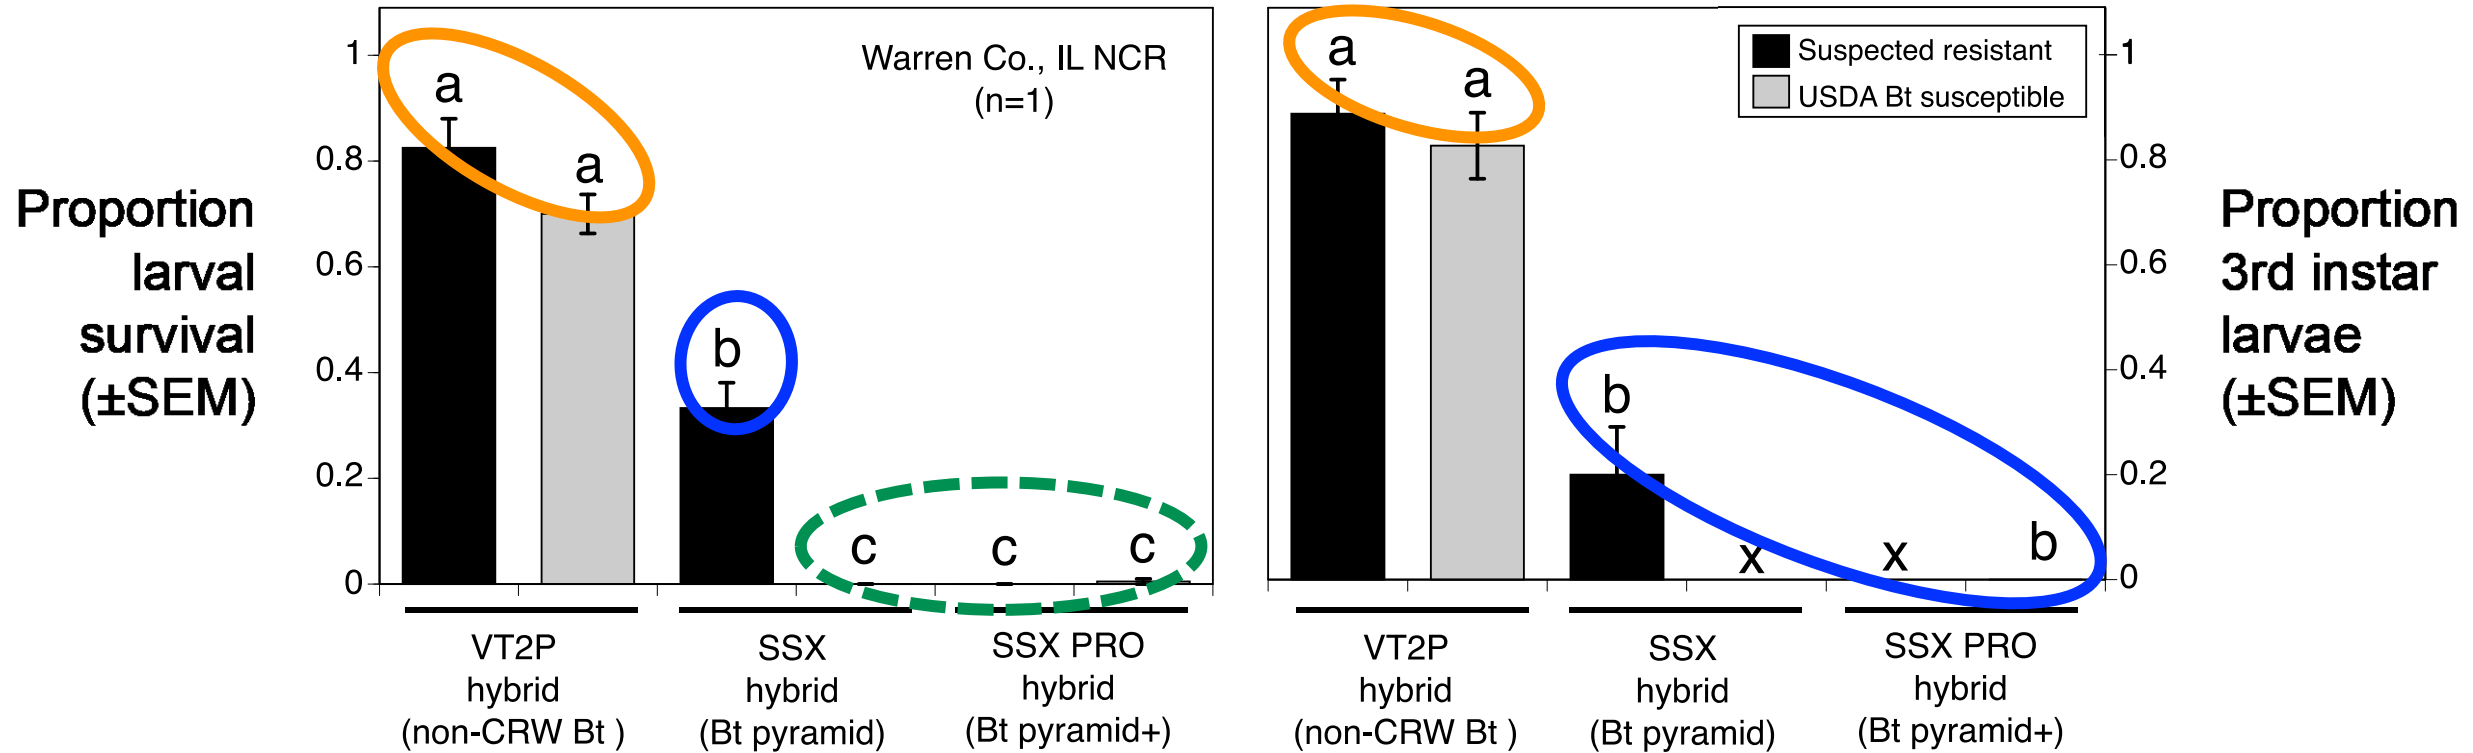 Proportion
larval
survival
(±SEM)
1
0.8
0.6
0.4
0.2
0
Warren Co., IL NCR
(n=1)
a
a
b
c
c
c
VT2P
hybrid
(non-CRW Bt )
SSX
hybrid
(Bt pyramid)
SSX PRO
hybrid
(Bt pyramid+)
Suspected resistant
USDA Bt susceptible
a
a
b
x
x
b
1
0.8
0.6
0.4
0.2
0
VT2P
hybrid
(non-CRW Bt )
SSX
hybrid
(Bt pyramid)
SSX PRO
hybrid
(Bt pyramid+)
Proportion
3rd instar
larvae
(±SEM)